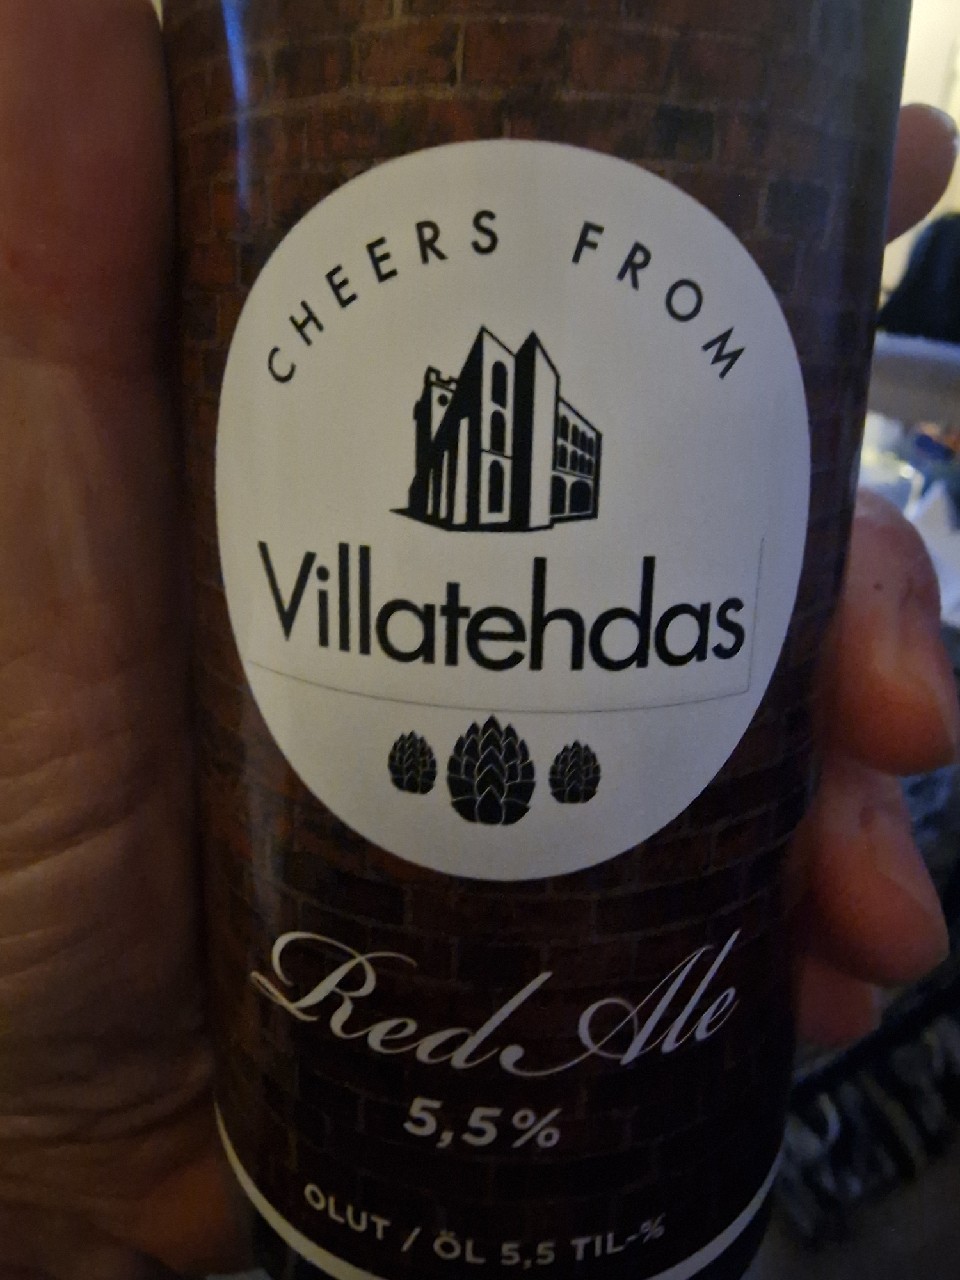 CHEERS FROM
Villatehdas
Red Ale
5,5%
OLUT / ÖL 5,5 TIL-%